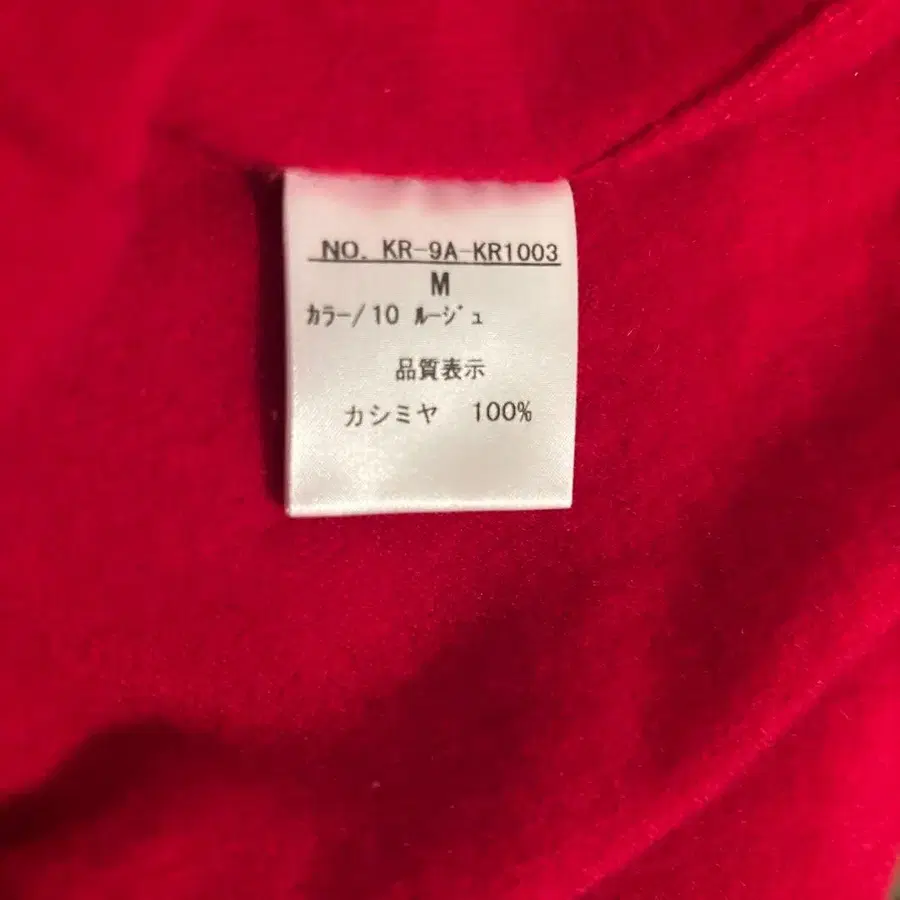 NO. KR-9A-KR1003
M
カラー/10 ルージュ
品質表示
カシミヤ 100%